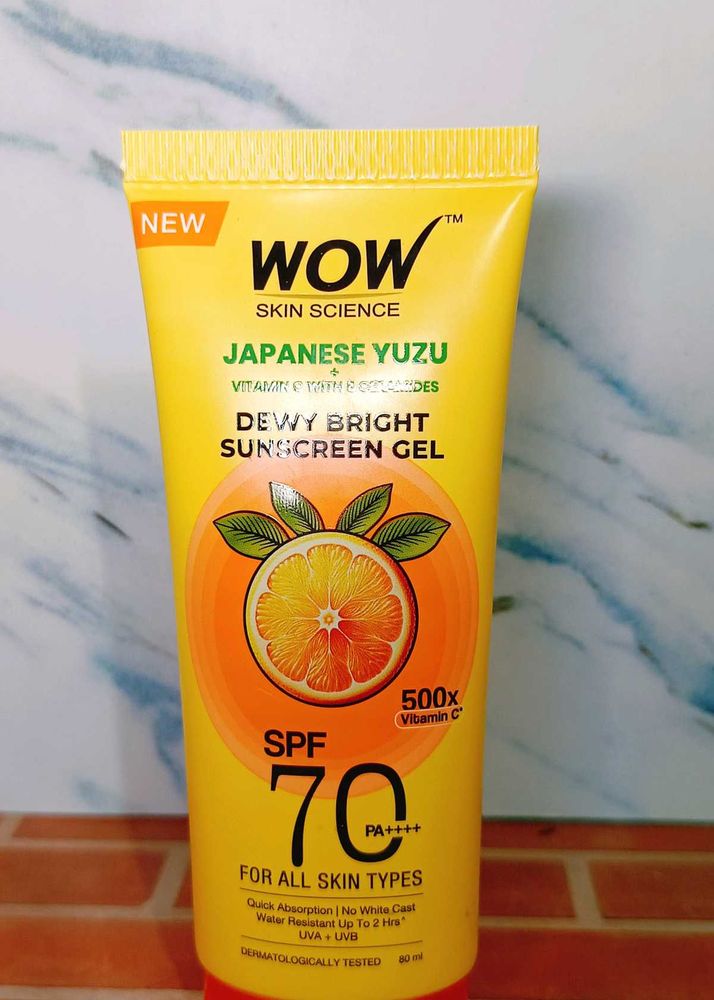 NEW
WOW™
SKIN SCIENCE
JAPANESE YUZU
+
VITAMIN C WITH 5 CERAMIDES
DEWY BRIGHT
SUNSCREEN GEL
500x
Vitamin C*
SPF
70
PA++++
FOR ALL SKIN TYPES
Quick Absorption | No White Cast
Water Resistant Up To 2 Hrs^
UVA + UVB
DERMATOLOGICALLY TESTED 80 ml